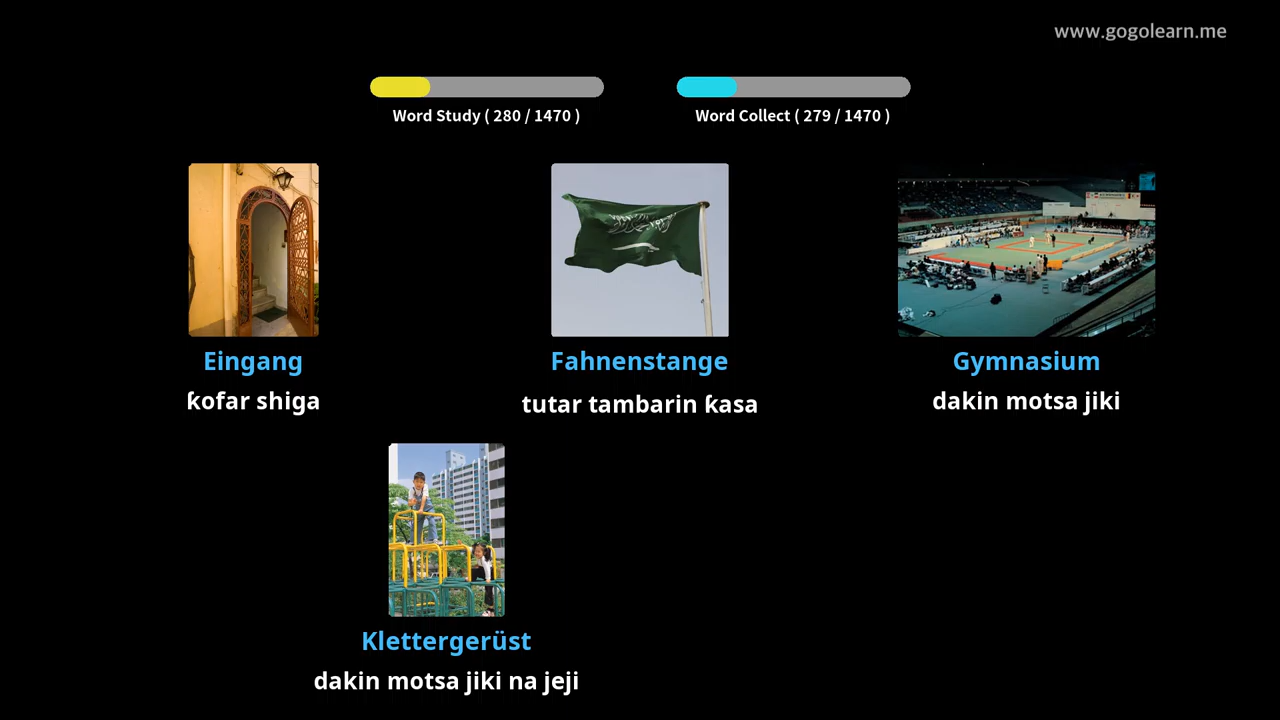 www.gogolearn.me
Word Study ( 280 / 1470 )
Word Collect ( 279 / 1470 )
Eingang
ƙofar shiga
Fahnenstange
tutar tambarin ƙasa
Gymnasium
dakin motsa jiki
Klettergerüst
dakin motsa jiki na jeji